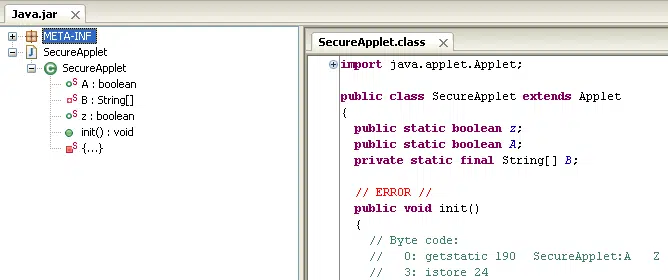 Java.jar
META-INF
SecureApplet
SecureApplet
A : boolean
B : String[]
z : boolean
init() : void
{...}
SecureApplet.class
import java.applet.Applet;
public class SecureApplet extends Applet
{
public static boolean z;
public static boolean A;
private static final String[] B;
// ERROR //
public void init()
{
// Byte code:
//   0: getstatic 190   SecureApplet:A   Z
//   3: istore 24